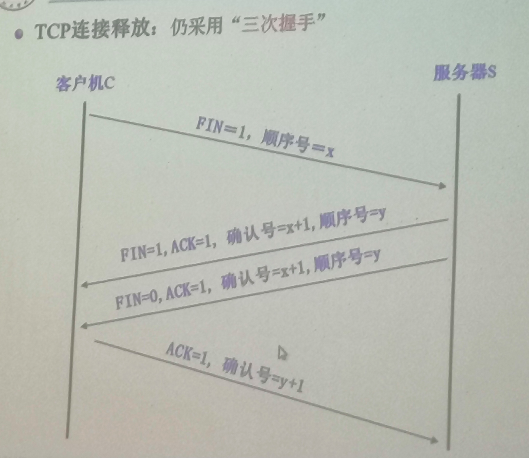 • TCP连接释放：仍采用“三次握手”
客户机C
服务器S
FIN=1，顺序号=x
FIN=1,ACK=1，确认号=x+1,顺序号=y
FIN=0,ACK=1，确认号=x+1,顺序号=y
ACK=1，确认号=y+1